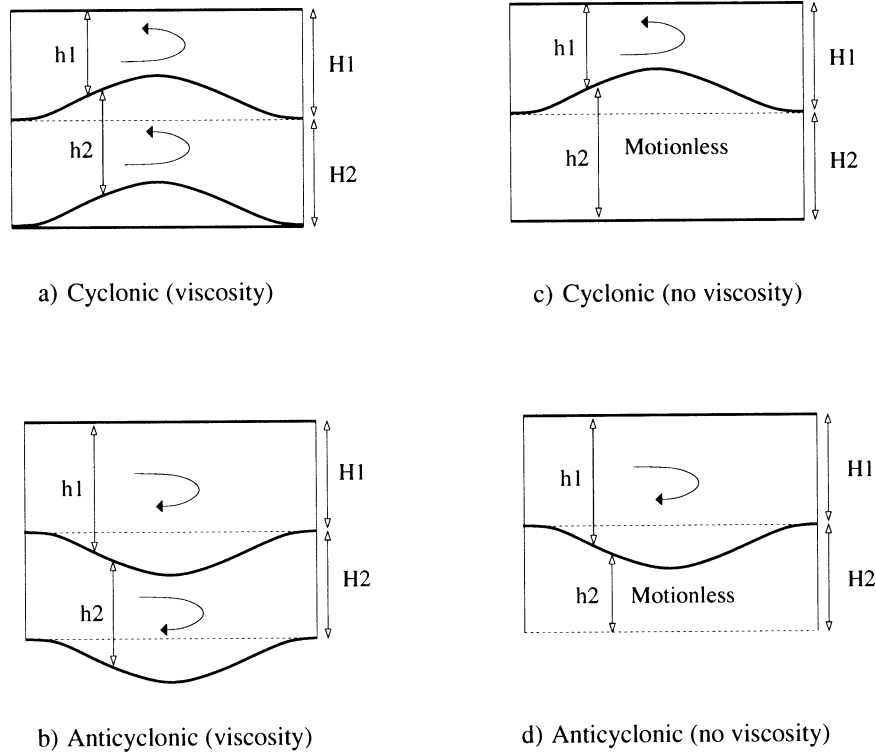 h1
H1
h2
H2
a) Cyclonic (viscosity)
h1
H1
h2
Motionless
H2
c) Cyclonic (no viscosity)
h1
H1
h2
H2
b) Anticyclonic (viscosity)
h1
H1
h2
Motionless
H2
d) Anticyclonic (no viscosity)